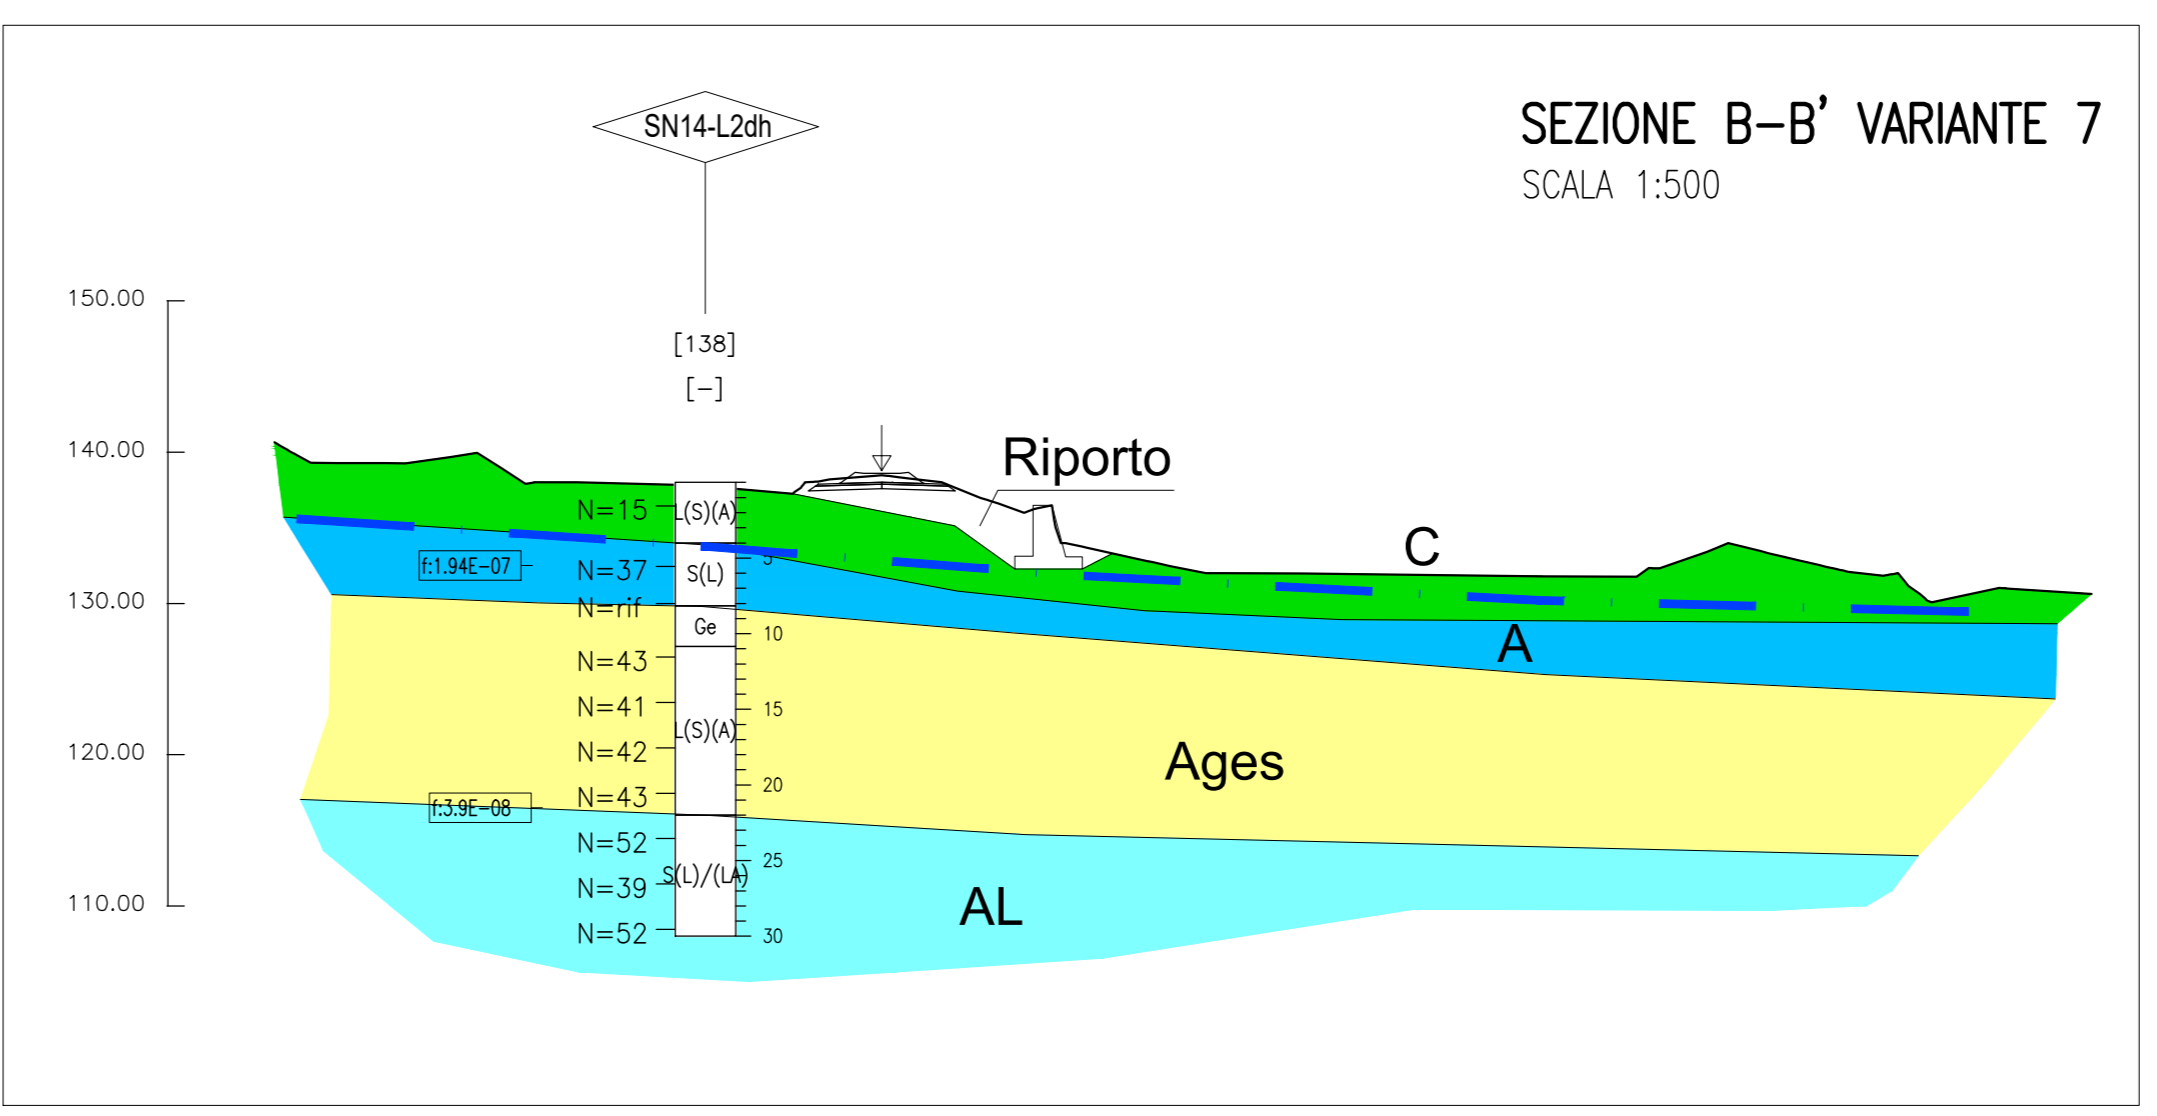 SN14-L2dh
SEZIONE B-B' VARIANTE 7
SCALA 1:500
150.00
[138]
[-]
140.00
Riporto
N=15
L(S)(A)
C
5
f:1.94E-07
N=37
S(L)
130.00
N=rif
Ge
10
A
N=43
N=41
15
L(S)(A)
120.00
N=42
Ages
20
N=43
f:3.9E-08
N=52
25
S(L)/(LA)
N=39
110.00
AL
N=52
30